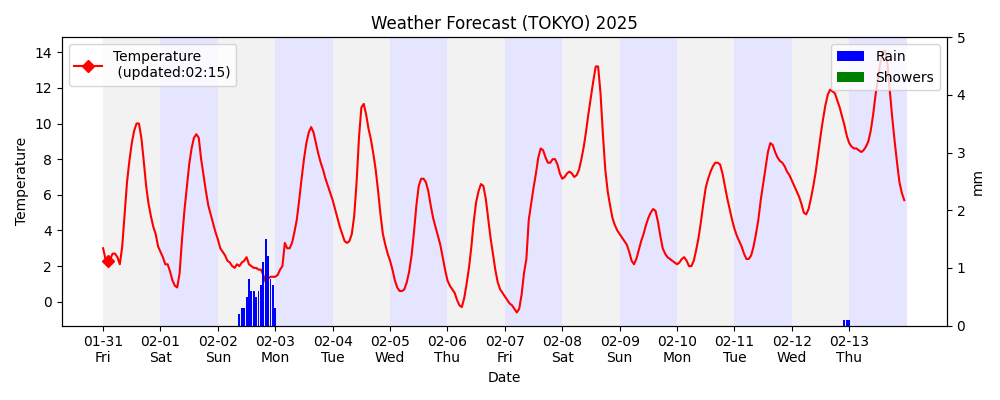 Weather Forecast (TOKYO) 2025
Temperature
(updated:02:15)
Rain
Showers
Temperature
14
12
10
8
6
4
2
0
5
4
3
2
1
0
mm
01-31 02-01 02-02 02-03 02-04 02-05 02-06 02-07 02-08 02-09 02-10 02-11 02-12 02-13
Fri Sat Sun Mon Tue Wed Thu Fri Sat Sun Mon Tue Wed Thu
Date